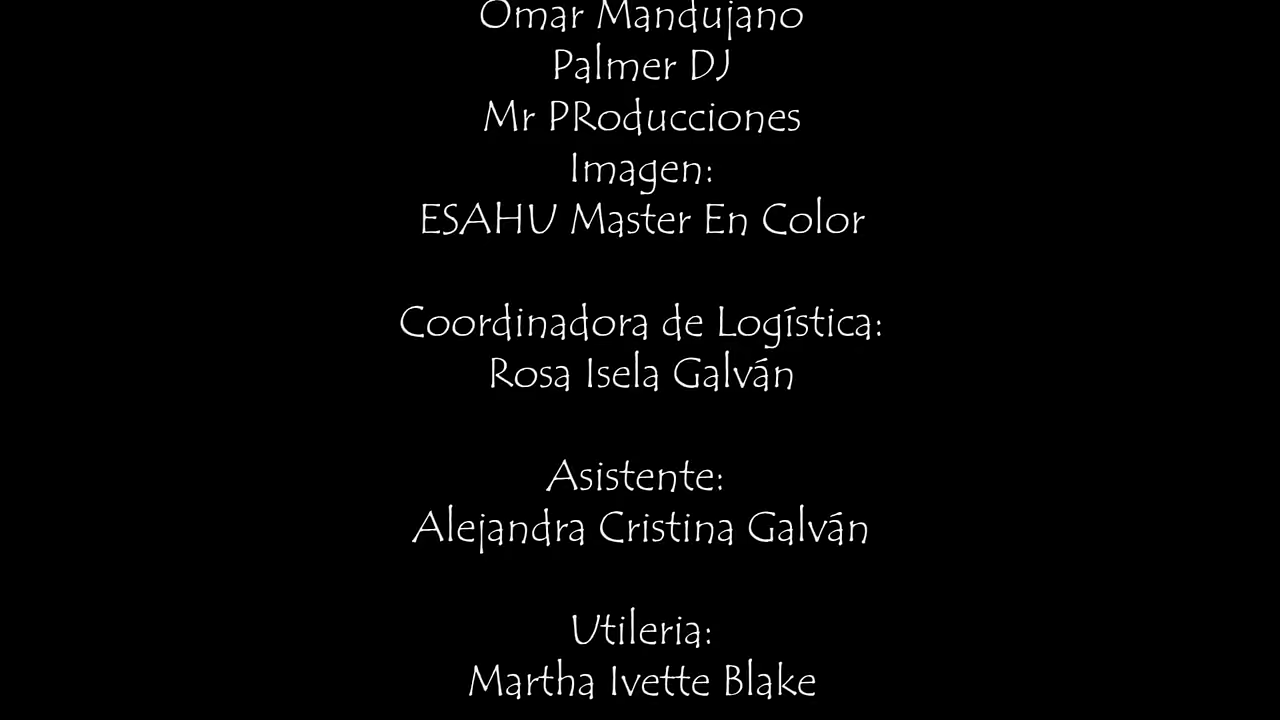 Omar Mandujano
Palmer DJ
Mr PRoducciones
Imagen:
ESAHU Master En Color
Coordinadora de Logística:
Rosa Isela Galván
Asistente:
Alejandra Cristina Galván
Utileria:
Martha Ivette Blake